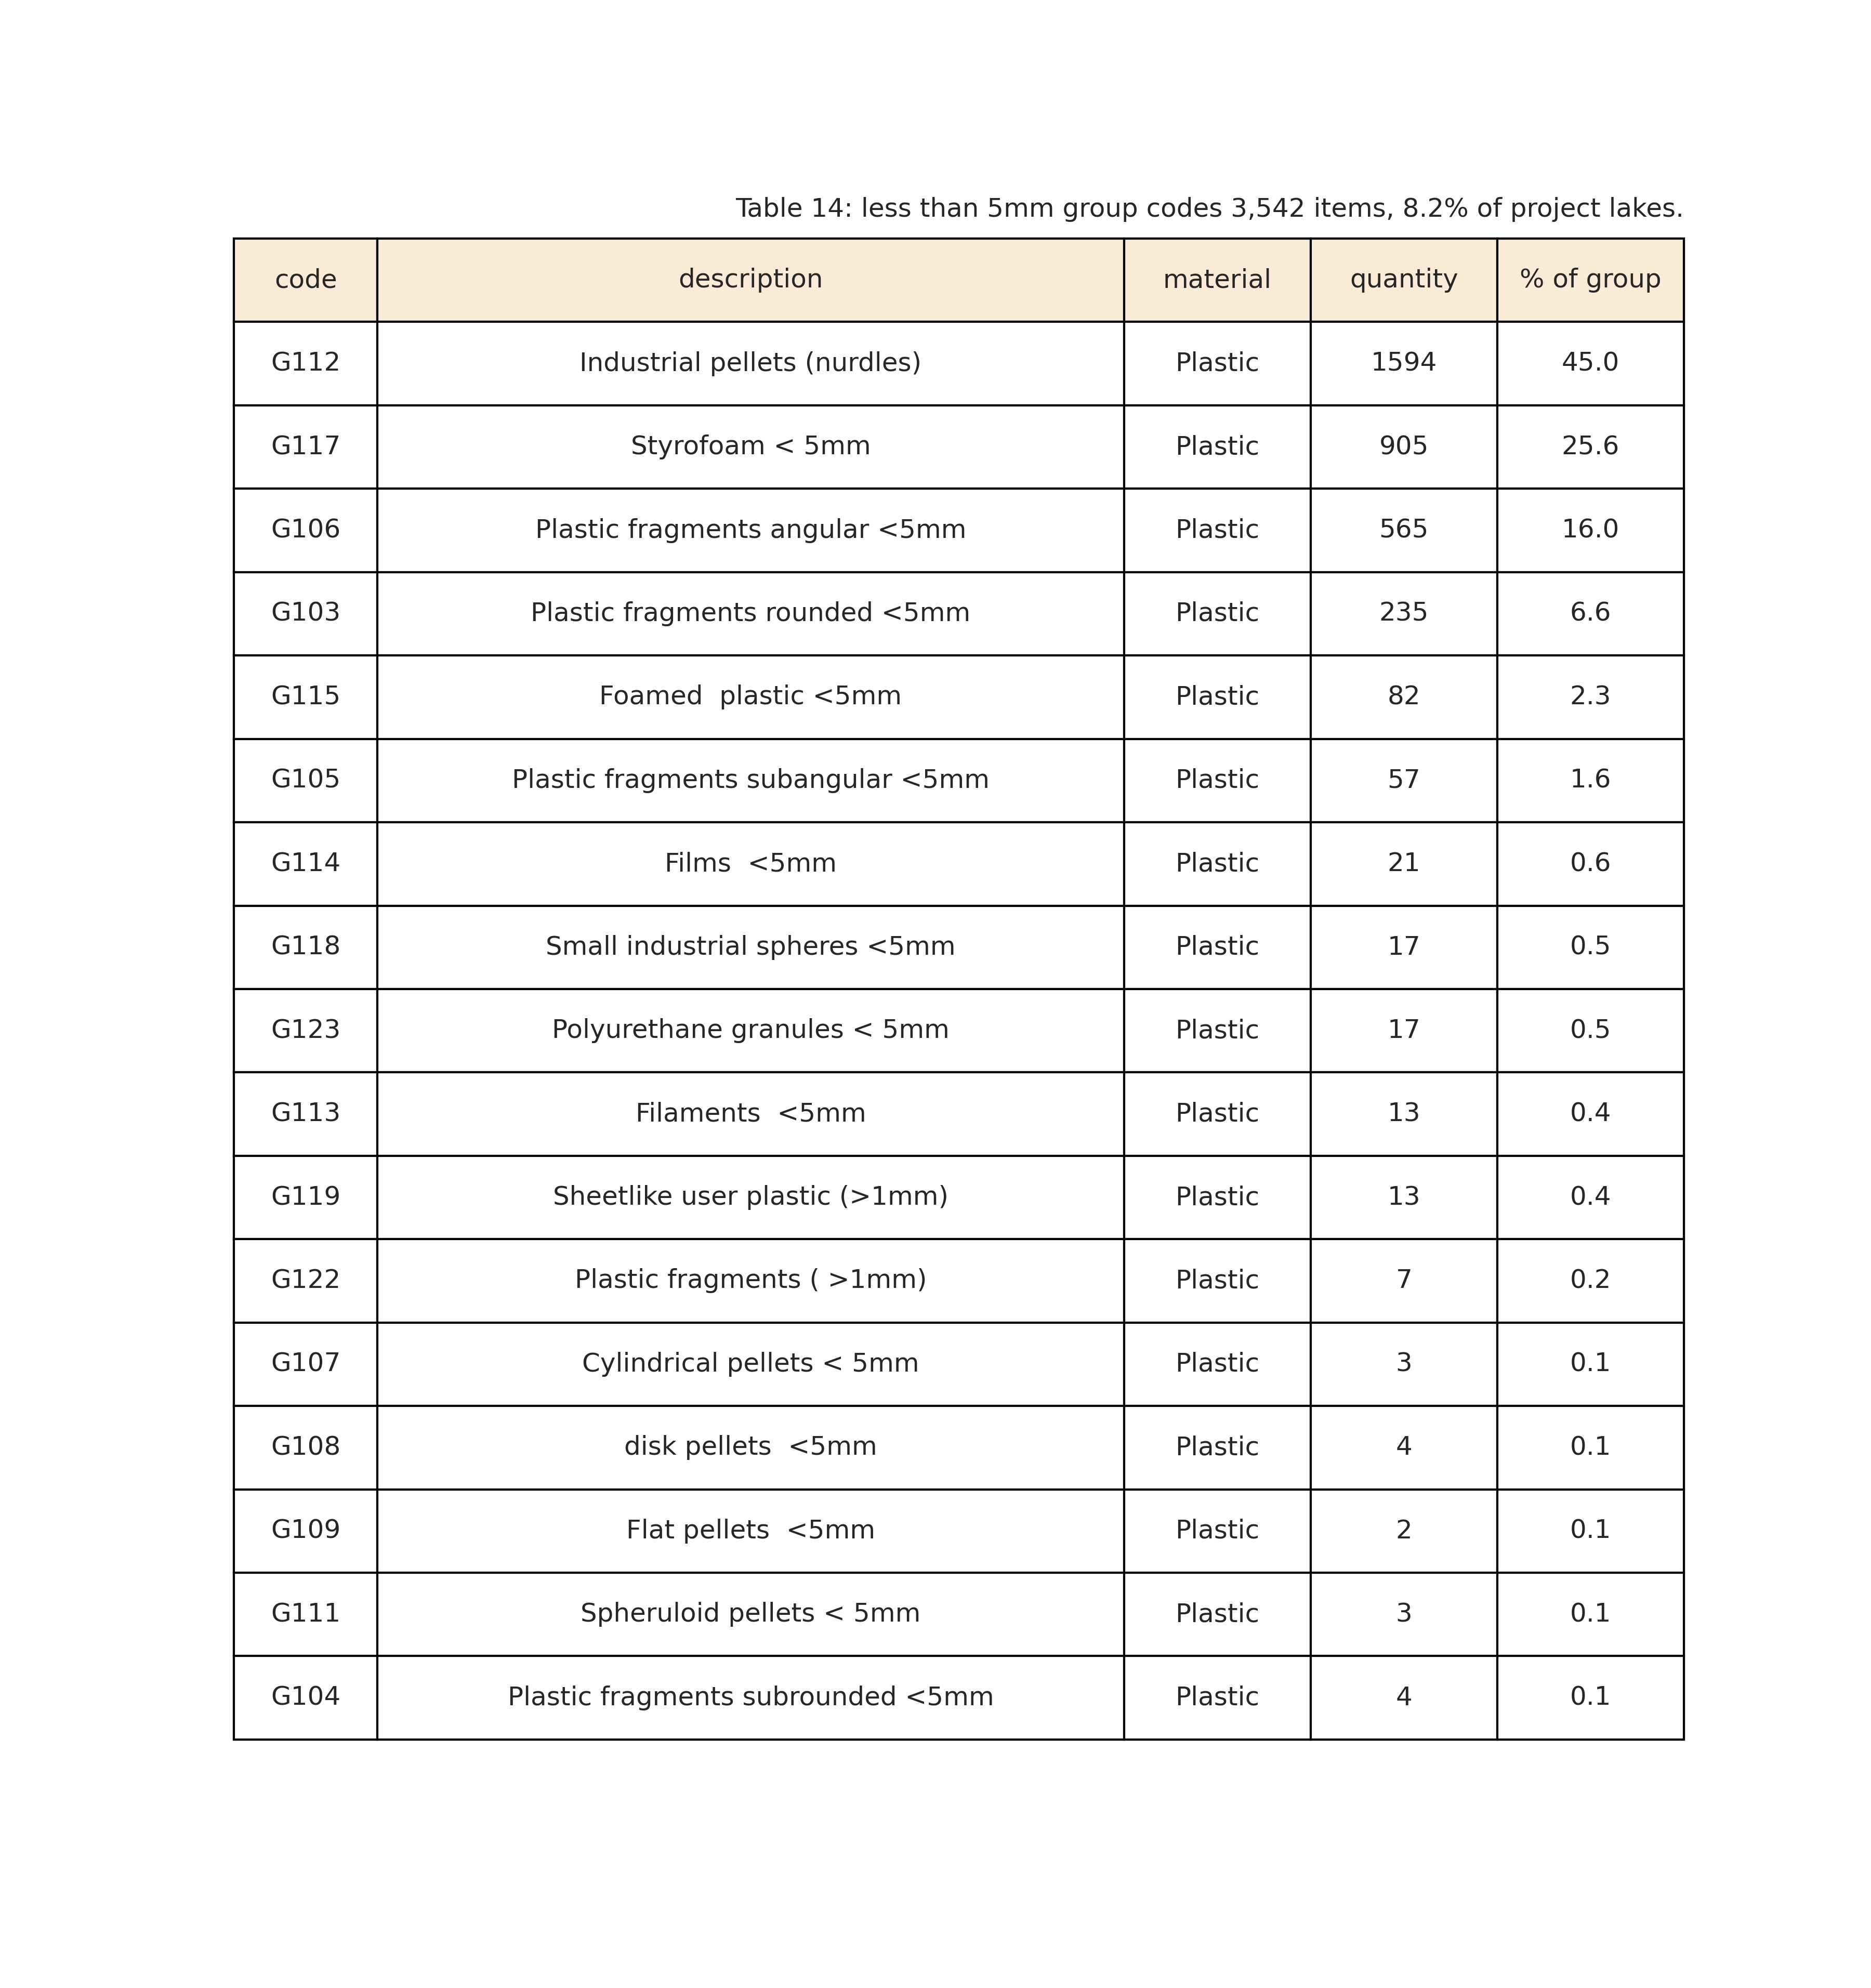 Table 14: less than 5mm group codes 3,542 items, 8.2% of project lakes.
code description material quantity % of group
G112 Industrial pellets (nurdles) Plastic 1594 45.0
G117 Styrofoam < 5mm Plastic 905 25.6
G106 Plastic fragments angular <5mm Plastic 565 16.0
G103 Plastic fragments rounded <5mm Plastic 235 6.6
G115 Foamed  plastic <5mm Plastic 82 2.3
G105 Plastic fragments subangular <5mm Plastic 57 1.6
G114 Films  <5mm Plastic 21 0.6
G118 Small industrial spheres <5mm Plastic 17 0.5
G123 Polyurethane granules < 5mm Plastic 17 0.5
G113 Filaments  <5mm Plastic 13 0.4
G119 Sheetlike user plastic (>1mm) Plastic 13 0.4
G122 Plastic fragments ( >1mm) Plastic 7 0.2
G107 Cylindrical pellets < 5mm Plastic 3 0.1
G108 disk pellets  <5mm Plastic 4 0.1
G109 Flat pellets  <5mm Plastic 2 0.1
G111 Spheruloid pellets < 5mm Plastic 3 0.1
G104 Plastic fragments subrounded <5mm Plastic 4 0.1